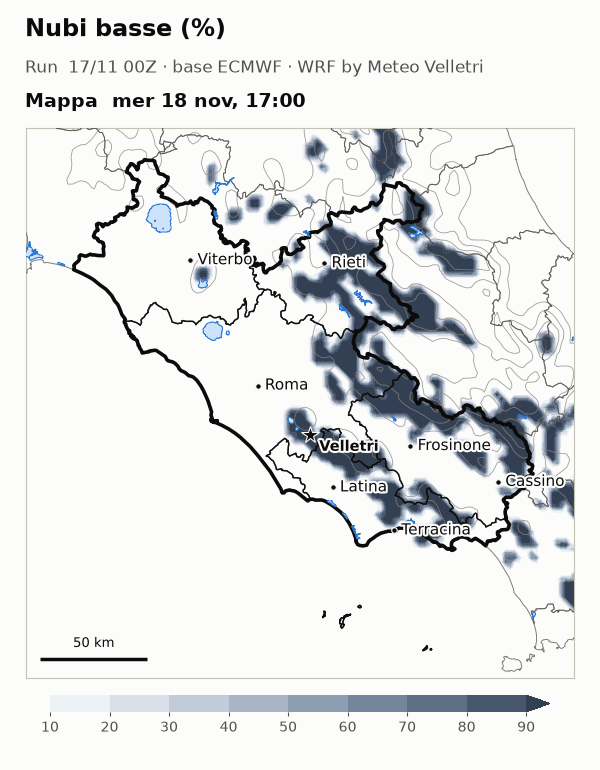 Nubi basse (%)
Run  17/11 00Z · base ECMWF · WRF by Meteo Velletri
Mappa  mer 18 nov, 17:00
Viterbo
Rieti
Roma
Velletri
Frosinone
Cassino
Latina
Terracina
50 km
10 20 30 40 50 60 70 80 90